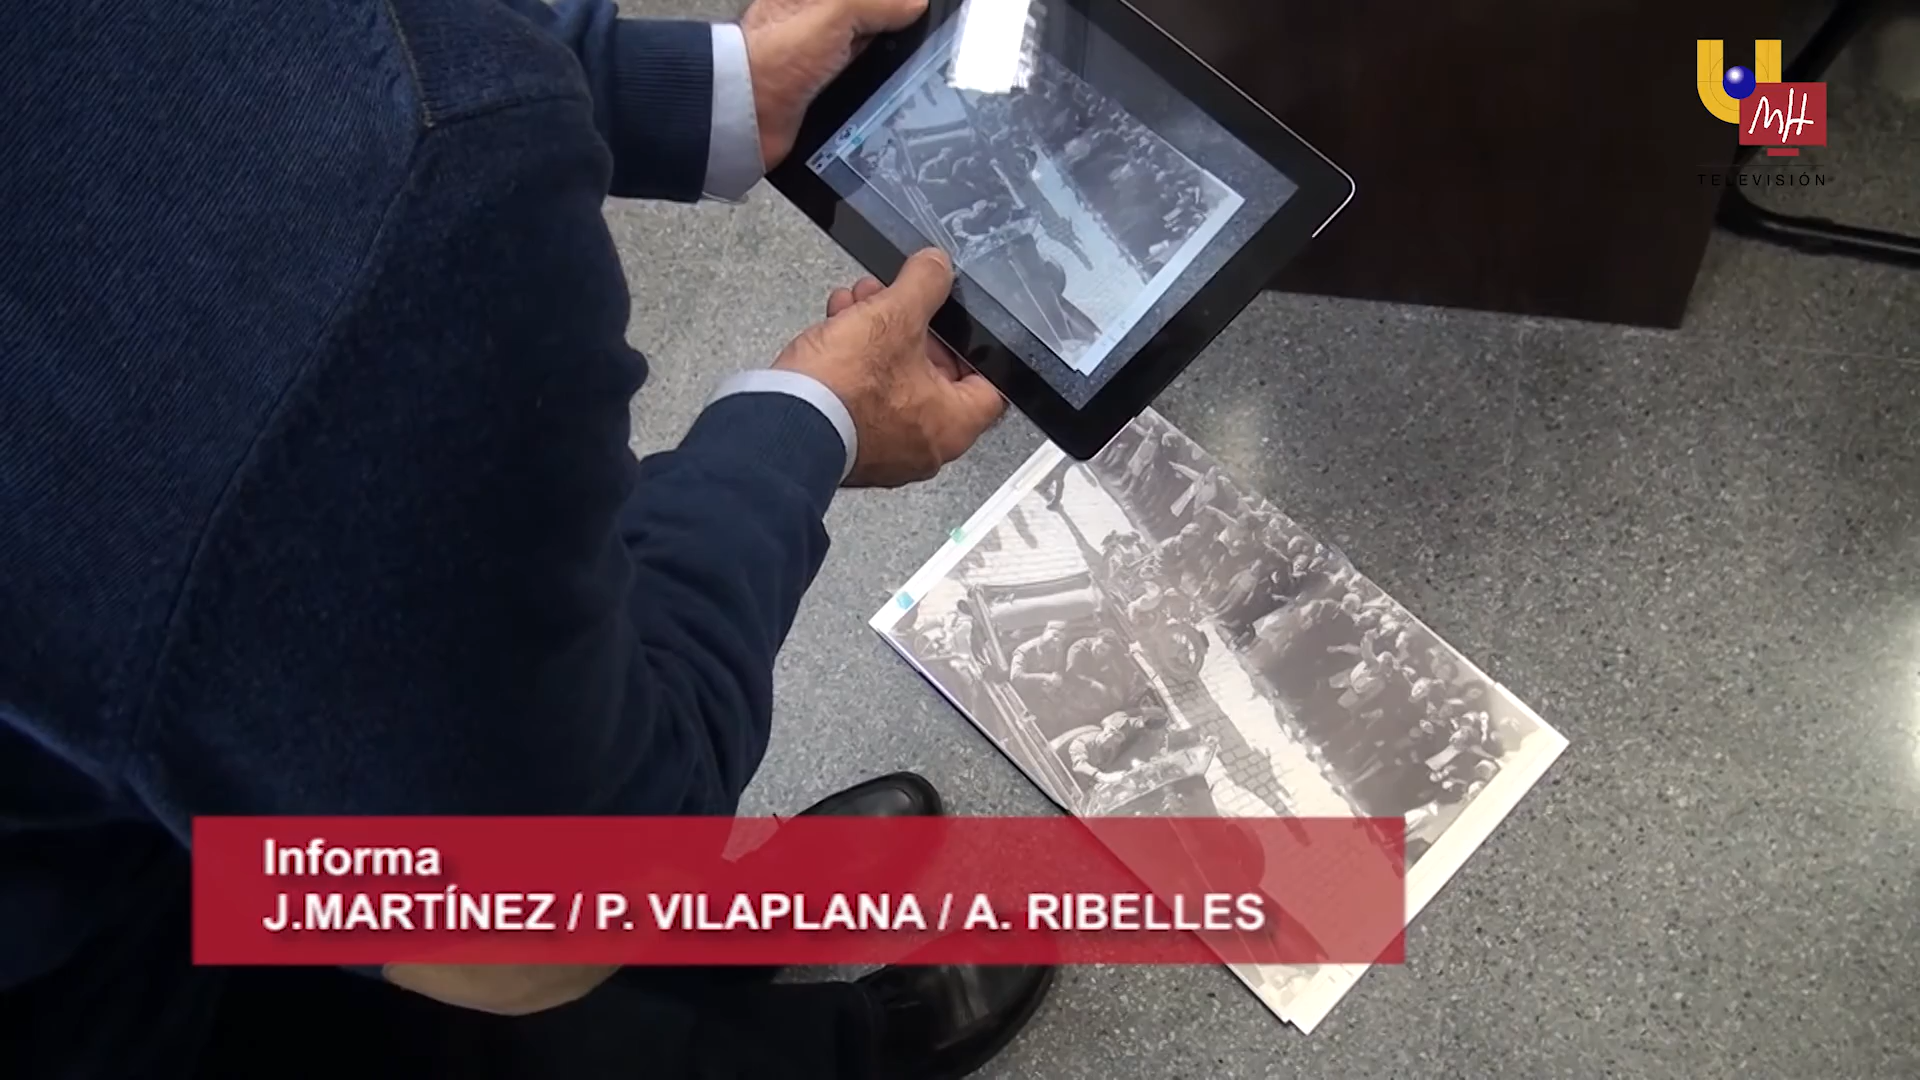 MH
TELEVISIÓN
Informa
J.MARTÍNEZ / P. VILAPLANA / A. RIBELLES